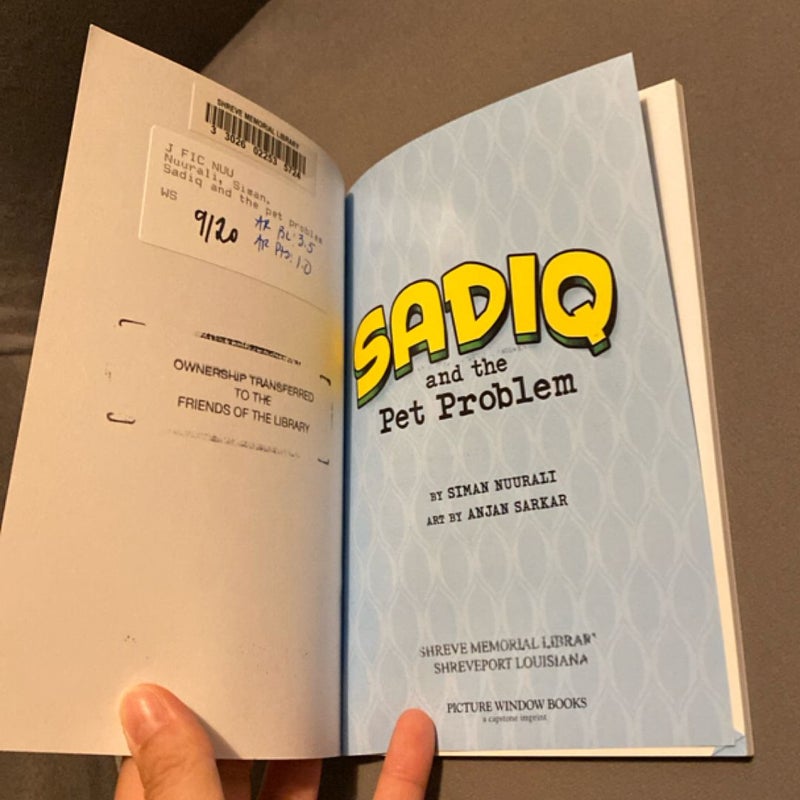 SHREVE MEMORIAL LIBRARY
3 3026 02253 5724
J FIC NUU
Nuurali, Siman.
Sadiq and the pet problem
WS
9/20
AR BL: 3.5
AR Pts: 1.0
OWNERSHIP TRANSFERRED
TO THE
FRIENDS OF THE LIBRARY
SADIQ
and the
Pet Problem
BY SIMAN NUURALI
ART BY ANJAN SARKAR
SHREVE MEMORIAL LIBRAR
SHREVEPORT LOUISIANA
PICTURE WINDOW BOOKS
a capstone imprint